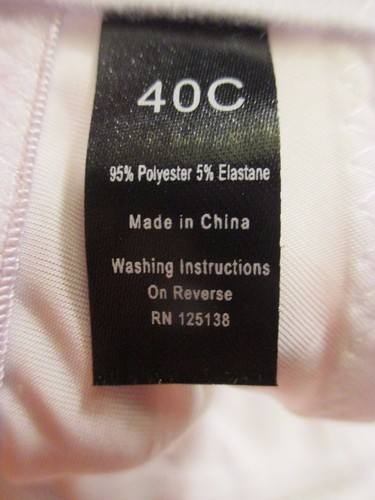 40C
95% Polyester 5% Elastane
Made in China
Washing Instructions
On Reverse
RN 125138